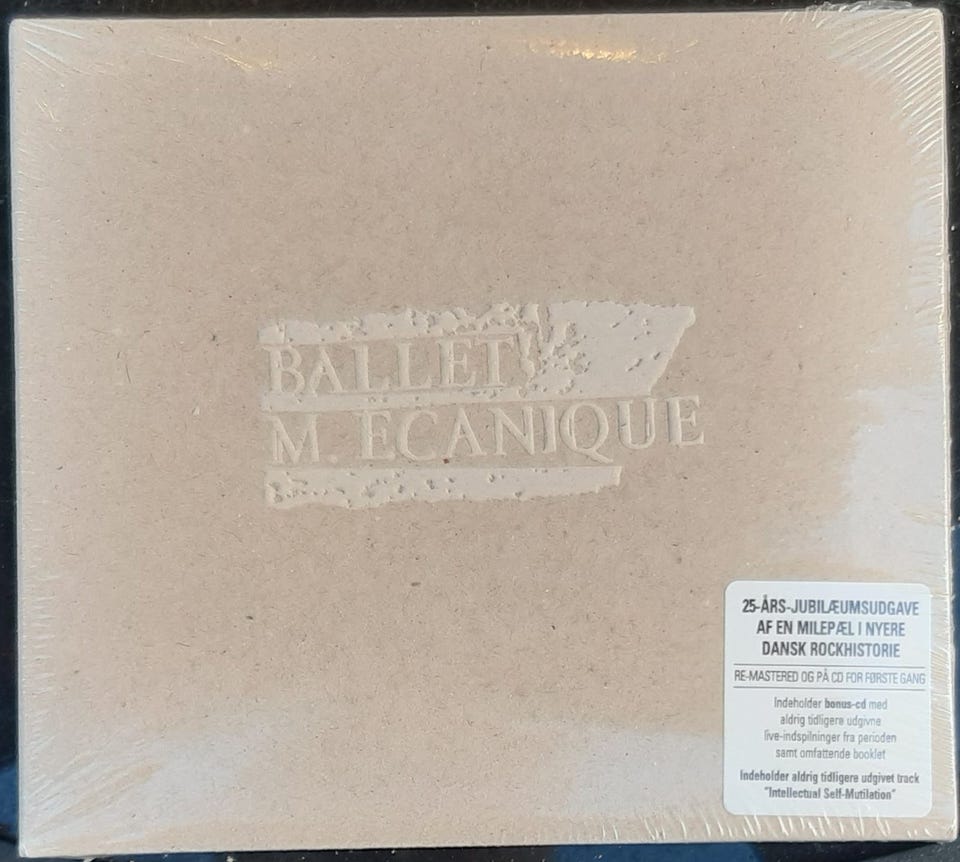 BALLET
M.ECANIQUE
25-ÅRS-JUBILÆUMSUDGAVE
AF EN MILEPÆL I NYERE
DANSK ROCKHISTORIE
RE-MASTERED OG PÅ CD FOR FØRSTE GANG
Indeholder bonus-cd med
aldrig tidligere udgivne
live-indspilninger fra perioden
samt omfattende booklet
Indeholder aldrig tidligere udgivet track
"Intellectual Self-Mutilation"